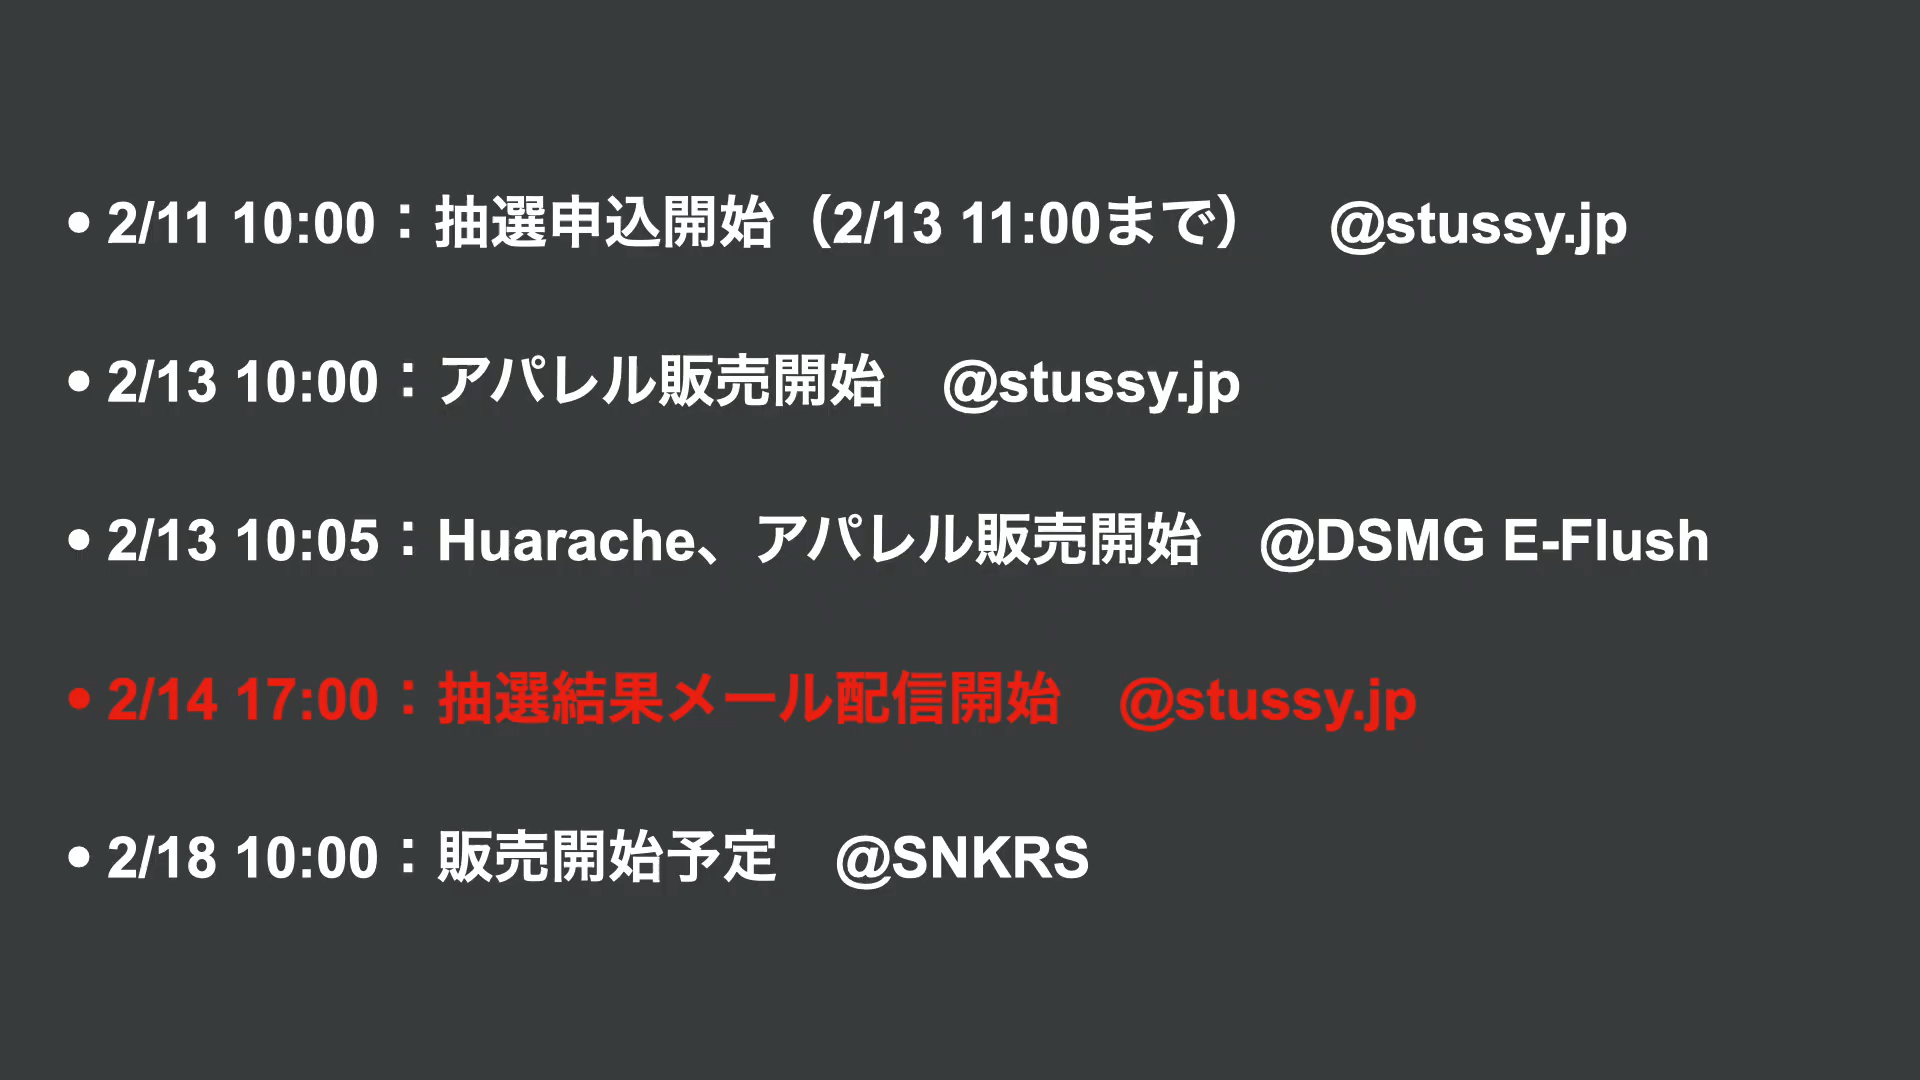 • 2/11 10:00：抽選申込開始（2/13 11:00まで）　@stussy.jp
• 2/13 10:00：アパレル販売開始　@stussy.jp
• 2/13 10:05：Huarache、アパレル販売開始　@DSMG E-Flush
• 2/14 17:00：抽選結果メール配信開始　@stussy.jp
• 2/18 10:00：販売開始予定　@SNKRS